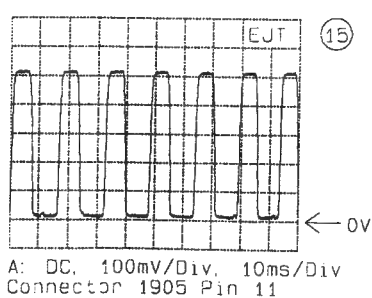 EJT
15
0V
A: DC, 100mV/Div, 10ms/Div
Connector 1905 Pin 11